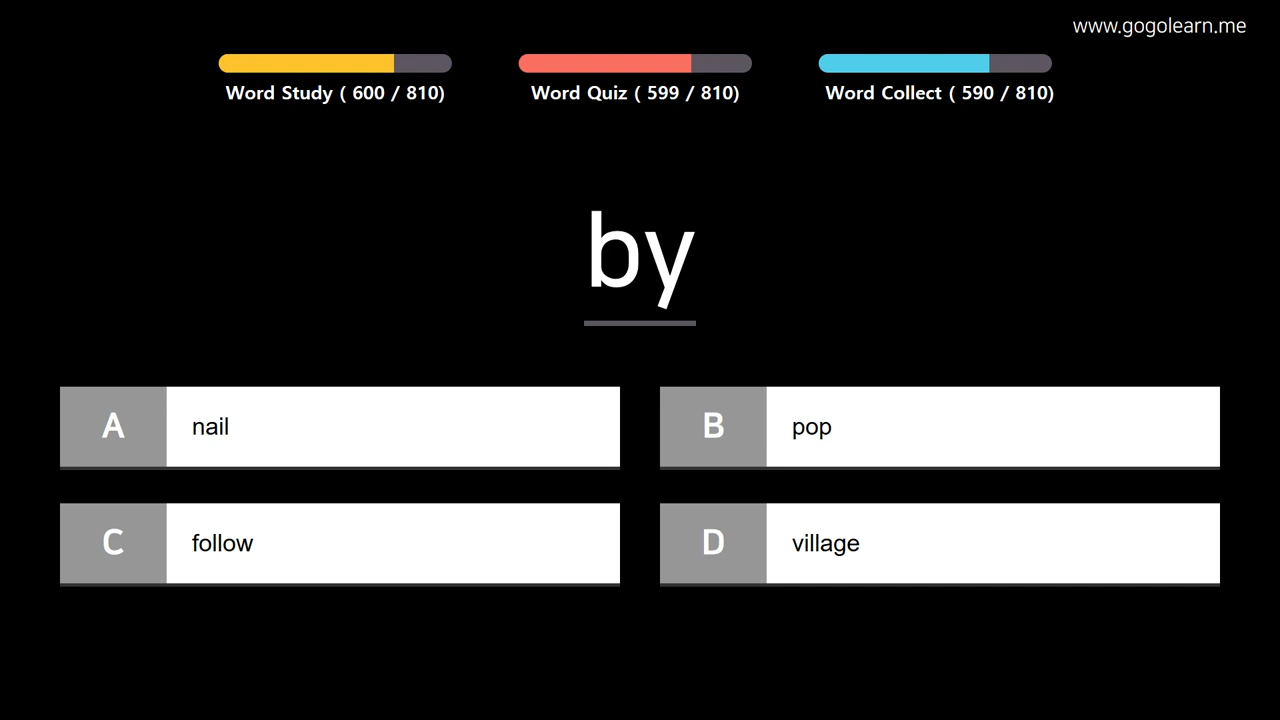 www.gogolearn.me
Word Study ( 600 / 810)
Word Quiz ( 599 / 810)
Word Collect ( 590 / 810)
by
A nail
B pop
C follow
D village